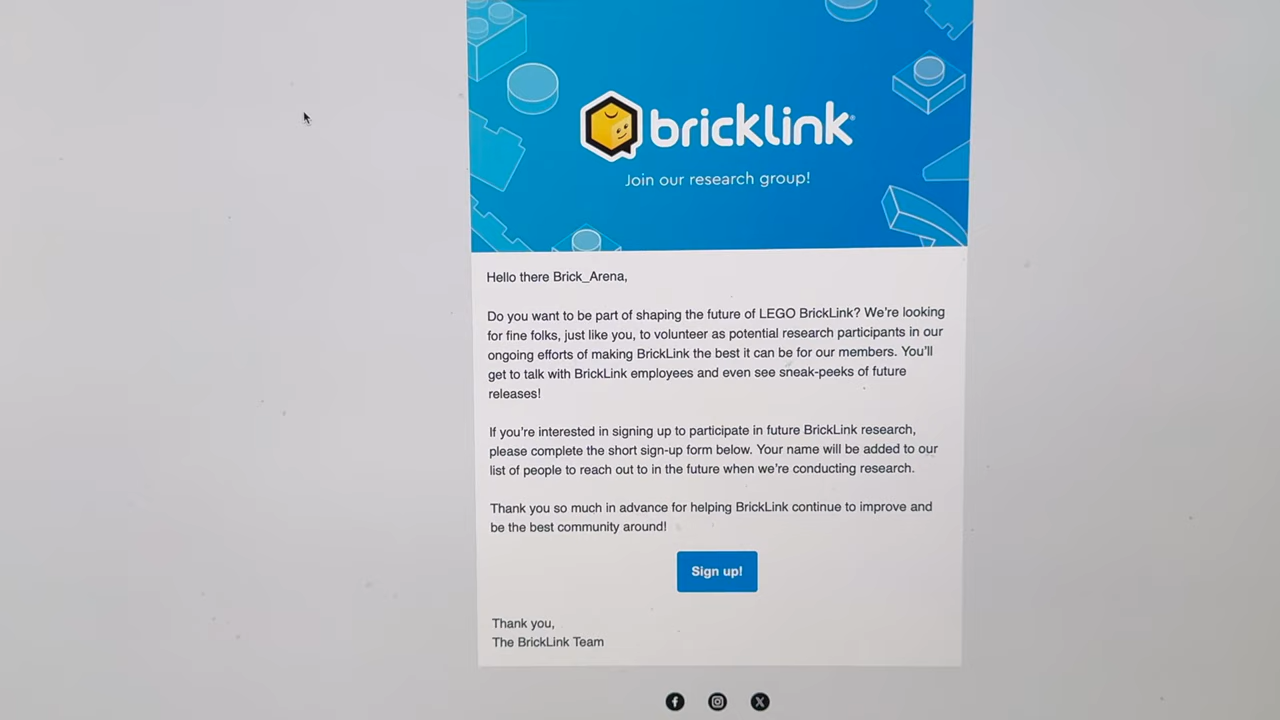 bricklink®
Join our research group!
Hello there Brick_Arena,
Do you want to be part of shaping the future of LEGO BrickLink? We're looking
for fine folks, just like you, to volunteer as potential research participants in our
ongoing efforts of making BrickLink the best it can be for our members. You'll
get to talk with BrickLink employees and even see sneak-peeks of future
releases!
If you're interested in signing up to participate in future BrickLink research,
please complete the short sign-up form below. Your name will be added to our
list of people to reach out to in the future when we're conducting research.
Thank you so much in advance for helping BrickLink continue to improve and
be the best community around!
Sign up!
Thank you,
The BrickLink Team